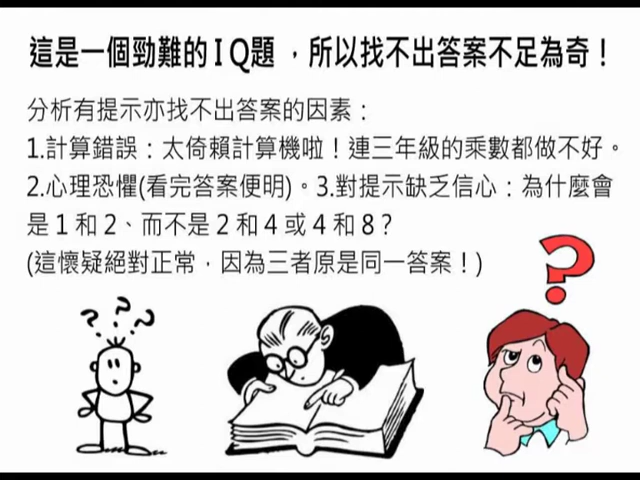 這是一個勁難的IQ題，所以找不出答案不足為奇！
分析有提示亦找不出答案的因素：
1.計算錯誤：太倚賴計算機啦！連三年級的乘數都做不好。
2.心理恐懼(看完答案便明)。3.對提示缺乏信心：為什麼會
是1和2、而不是2和4或4和8？
(這懷疑絕對正常，因為三者原是同一答案！)
? ? ?
?